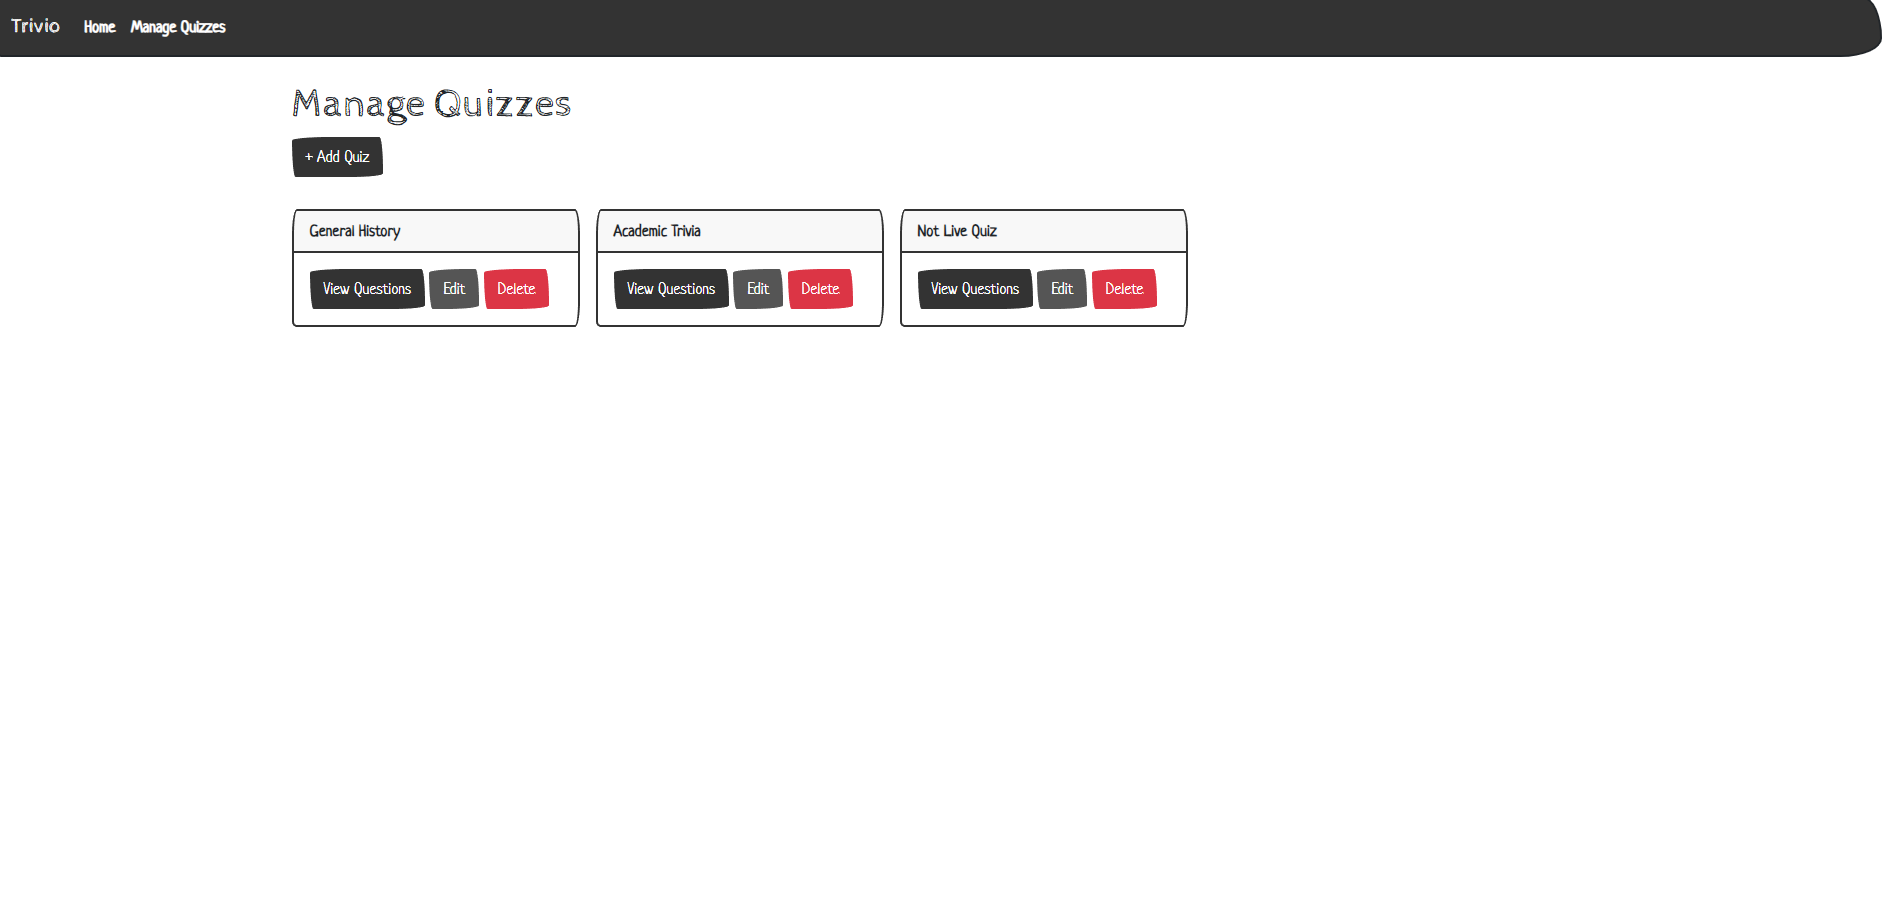 Trivio Home Manage Quizzes
Manage Quizzes
+ Add Quiz
General History
View Questions Edit Delete
Academic Trivia
View Questions Edit Delete
Not Live Quiz
View Questions Edit Delete